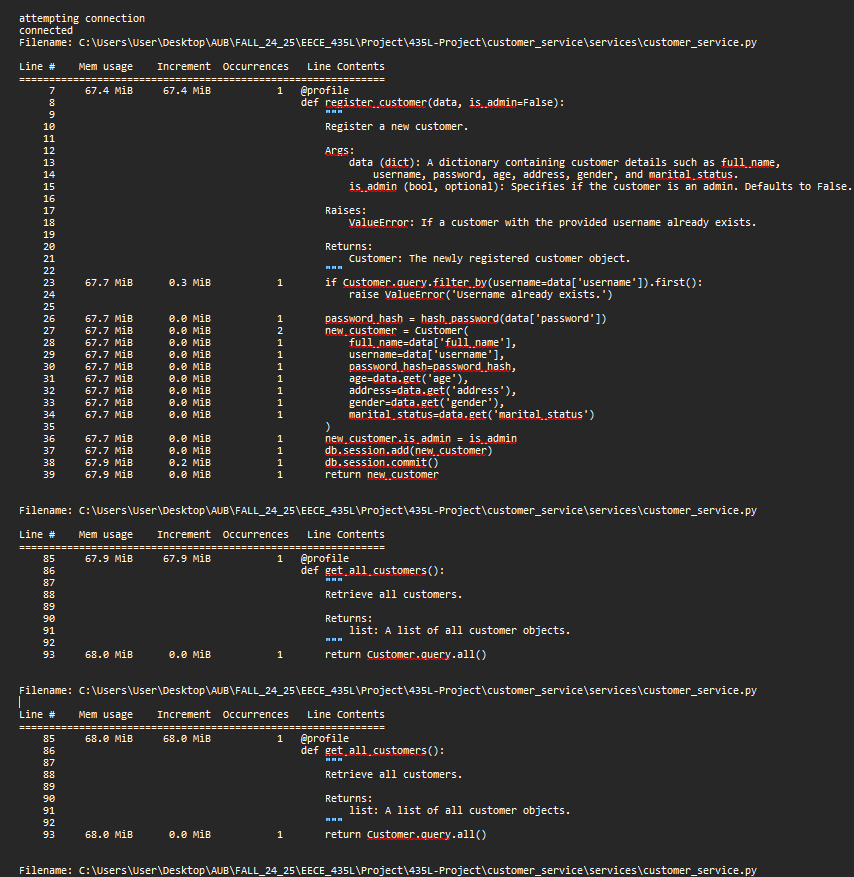 attempting connection
connected
Filename: C:\Users\User\Desktop\AUB\FALL_24_25\EECE_435L\Project\435L-Project\customer_service\services\customer_service.py

Line #    Mem usage    Increment  Occurrences   Line Contents
=============================================================
     7     67.4 MiB     67.4 MiB           1   @profile
     8                                         def register_customer(data, is_admin=False):
     9                                             """
    10                                             Register a new customer.
    11
    12                                             Args:
    13                                                 data (dict): A dictionary containing customer details such as full_name,
    14                                                     username, password, age, address, gender, and marital_status.
    15                                                 is_admin (bool, optional): Specifies if the customer is an admin. Defaults to False.
    16
    17                                             Raises:
    18                                                 ValueError: If a customer with the provided username already exists.
    19
    20                                             Returns:
    21                                                 Customer: The newly registered customer object.
    22                                             """
    23     67.7 MiB      0.3 MiB           1       if Customer.query.filter_by(username=data['username']).first():
    24                                                 raise ValueError('Username already exists.')
    25
    26     67.7 MiB      0.0 MiB           1       password_hash = hash_password(data['password'])
    27     67.7 MiB      0.0 MiB           2       new_customer = Customer(
    28     67.7 MiB      0.0 MiB           1           full_name=data['full_name'],
    29     67.7 MiB      0.0 MiB           1           username=data['username'],
    30     67.7 MiB      0.0 MiB           1           password_hash=password_hash,
    31     67.7 MiB      0.0 MiB           1           age=data.get('age'),
    32     67.7 MiB      0.0 MiB           1           address=data.get('address'),
    33     67.7 MiB      0.0 MiB           1           gender=data.get('gender'),
    34     67.7 MiB      0.0 MiB           1           marital_status=data.get('marital_status')
    35                                             )
    36     67.7 MiB      0.0 MiB           1       new_customer.is_admin = is_admin
    37     67.7 MiB      0.0 MiB           1       db.session.add(new_customer)
    38     67.9 MiB      0.2 MiB           1       db.session.commit()
    39     67.9 MiB      0.0 MiB           1       return new_customer

Filename: C:\Users\User\Desktop\AUB\FALL_24_25\EECE_435L\Project\435L-Project\customer_service\services\customer_service.py

Line #    Mem usage    Increment  Occurrences   Line Contents
=============================================================
    85     67.9 MiB     67.9 MiB           1   @profile
    86                                         def get_all_customers():
    87                                             """
    88                                             Retrieve all customers.
    89
    90                                             Returns:
    91                                                 list: A list of all customer objects.
    92                                             """
    93     68.0 MiB      0.0 MiB           1       return Customer.query.all()

Filename: C:\Users\User\Desktop\AUB\FALL_24_25\EECE_435L\Project\435L-Project\customer_service\services\customer_service.py

Line #    Mem usage    Increment  Occurrences   Line Contents
=============================================================
    85     68.0 MiB     68.0 MiB           1   @profile
    86                                         def get_all_customers():
    87                                             """
    88                                             Retrieve all customers.
    89
    90                                             Returns:
    91                                                 list: A list of all customer objects.
    92                                             """
    93     68.0 MiB      0.0 MiB           1       return Customer.query.all()

Filename: C:\Users\User\Desktop\AUB\FALL_24_25\EECE_435L\Project\435L-Project\customer_service\services\customer_service.py